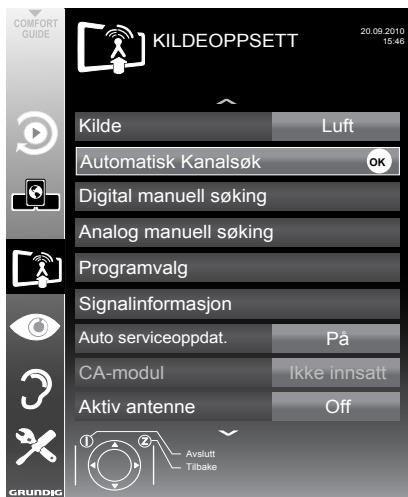 COMFORT
GUIDE
KILDEOPPSETT
20.09.2010
15:46
Kilde Luft
Automatisk Kanalsøk OK
Digital manuell søking
Analog manuell søking
Programvalg
Signalinformasjon
Auto serviceoppdat. På
CA-modul Ikke innsatt
Aktiv antenne Off
i Z Avslutt
Tilbake
GRUNDIG